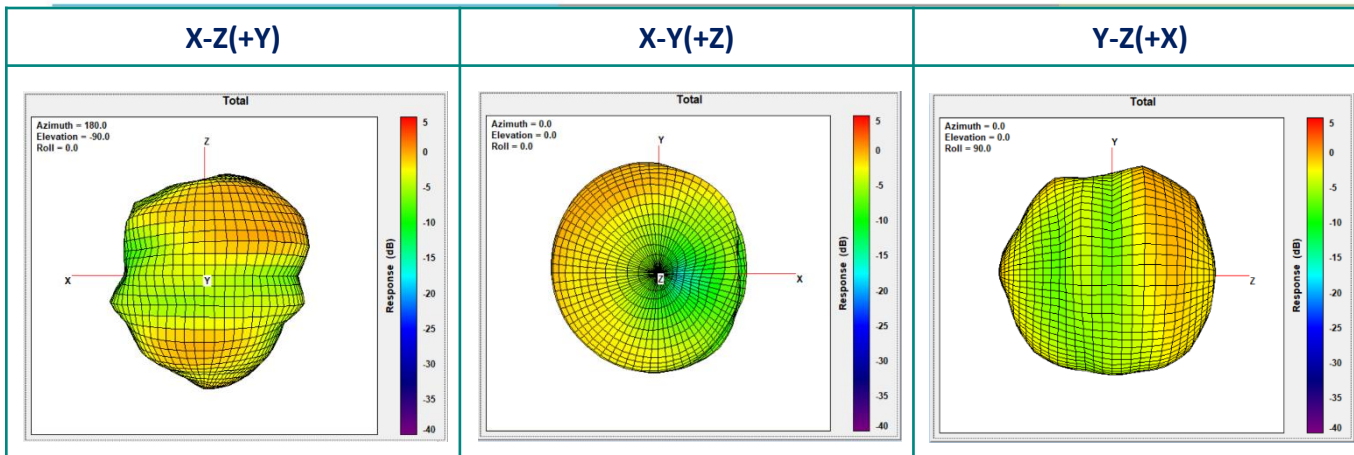 X-Z(+Y)
X-Y(+Z)
Y-Z(+X)
Total
Azimuth = 180.0
Elevation = -90.0
Roll = 0.0
Z
X
Y
5
0
-5
-10
-15
-20
-25
-30
-35
-40
Response (dB)
Total
Azimuth = 0.0
Elevation = 0.0
Roll = 0.0
Y
Z
X
5
0
-5
-10
-15
-20
-25
-30
-35
-40
Response (dB)
Total
Azimuth = 0.0
Elevation = 0.0
Roll = 90.0
Y
Z
5
0
-5
-10
-15
-20
-25
-30
-35
-40
Response (dB)